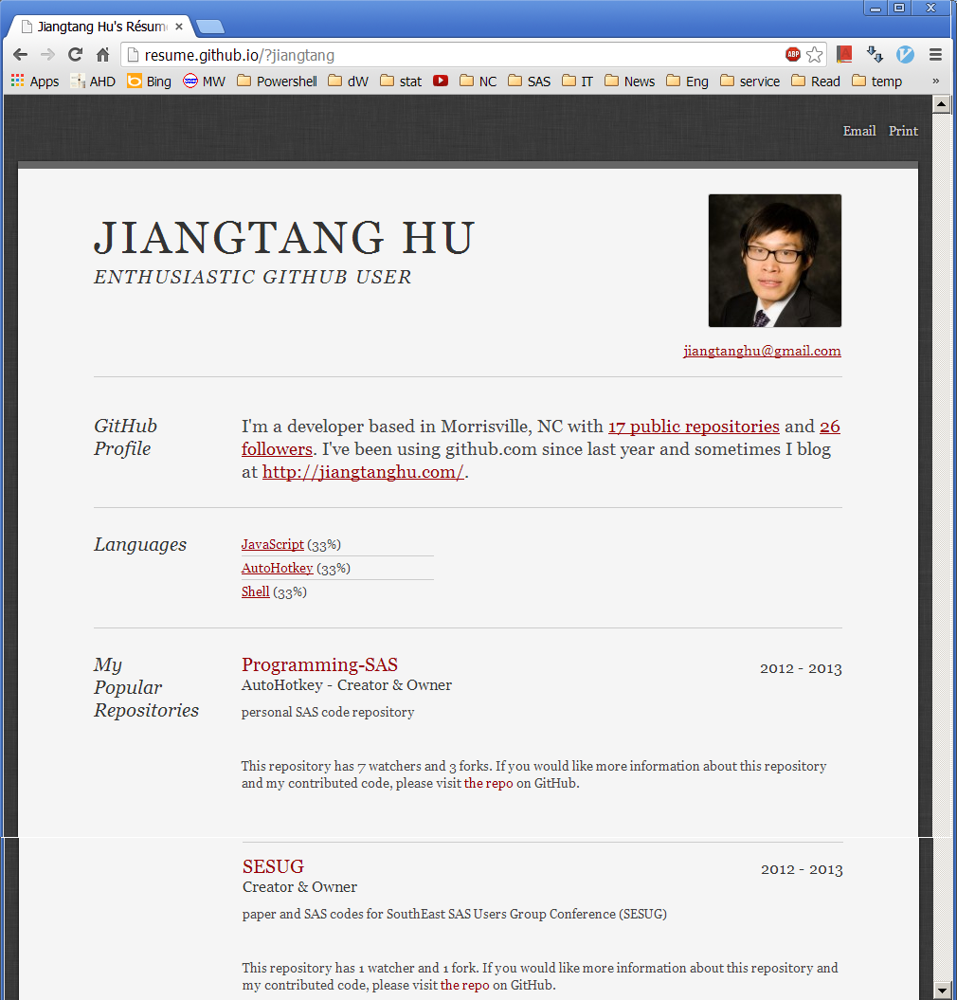 Jiangtang Hu's Résum
resume.github.io/?jiangtang
ABP
Apps AHD Bing MW Powershell dW stat NC SAS IT News Eng service Read temp »
Email Print
JIANGTANG HU
ENTHUSIASTIC GITHUB USER
jiangtanghu@gmail.com
GitHub
Profile
I'm a developer based in Morrisville, NC with 17 public repositories and 26
followers. I've been using github.com since last year and sometimes I blog
at http://jiangtanghu.com/.
Languages
JavaScript (33%)
AutoHotkey (33%)
Shell (33%)
My
Popular
Repositories
Programming-SAS
2012 - 2013
AutoHotkey - Creator & Owner
personal SAS code repository
This repository has 7 watchers and 3 forks. If you would like more information about this repository
and my contributed code, please visit the repo on GitHub.
SESUG
2012 - 2013
Creator & Owner
paper and SAS codes for SouthEast SAS Users Group Conference (SESUG)
This repository has 1 watcher and 1 fork. If you would like more information about this repository and
my contributed code, please visit the repo on GitHub.